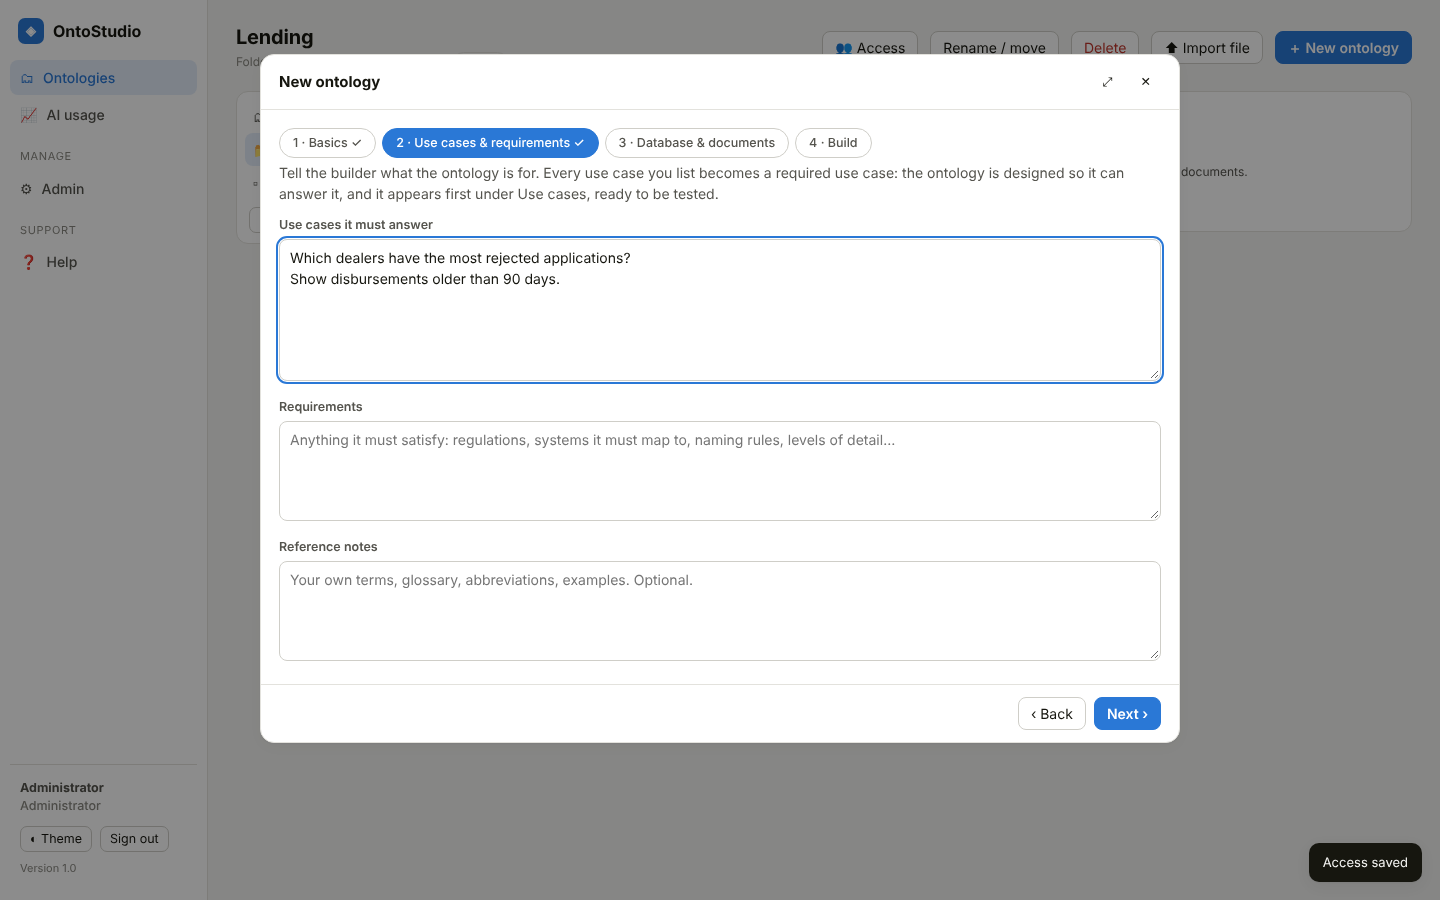 OntoStudio
Ontologies
AI usage
MANAGE
Admin
SUPPORT
Help
Administrator
Administrator
Theme
Sign out
Version 1.0
Lending
Access
Rename / move
Delete
Import file
+ New ontology
documents.
New ontology
1 · Basics ✓
2 · Use cases & requirements ✓
3 · Database & documents
4 · Build
Tell the builder what the ontology is for. Every use case you list becomes a required use case: the ontology is designed so it can
answer it, and it appears first under Use cases, ready to be tested.
Use cases it must answer
Which dealers have the most rejected applications?
Show disbursements older than 90 days.
Requirements
Anything it must satisfy: regulations, systems it must map to, naming rules, levels of detail...
Reference notes
Your own terms, glossary, abbreviations, examples. Optional.
‹ Back
Next ›
Access saved